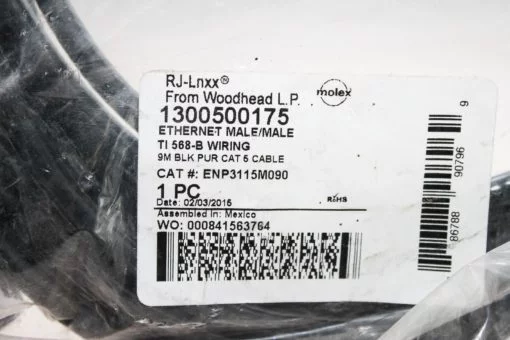 RJ-Lnxx®
From Woodhead L.P.
molex
1300500175
ETHERNET MALE/MALE
TI 568-B WIRING
9M BLK PUR CAT 5 CABLE
CAT #: ENP3115M090
1 PC
RoHS
Date: 02/03/2015
Assembled In: Mexico
WO: 000841563764
9
90796
86788